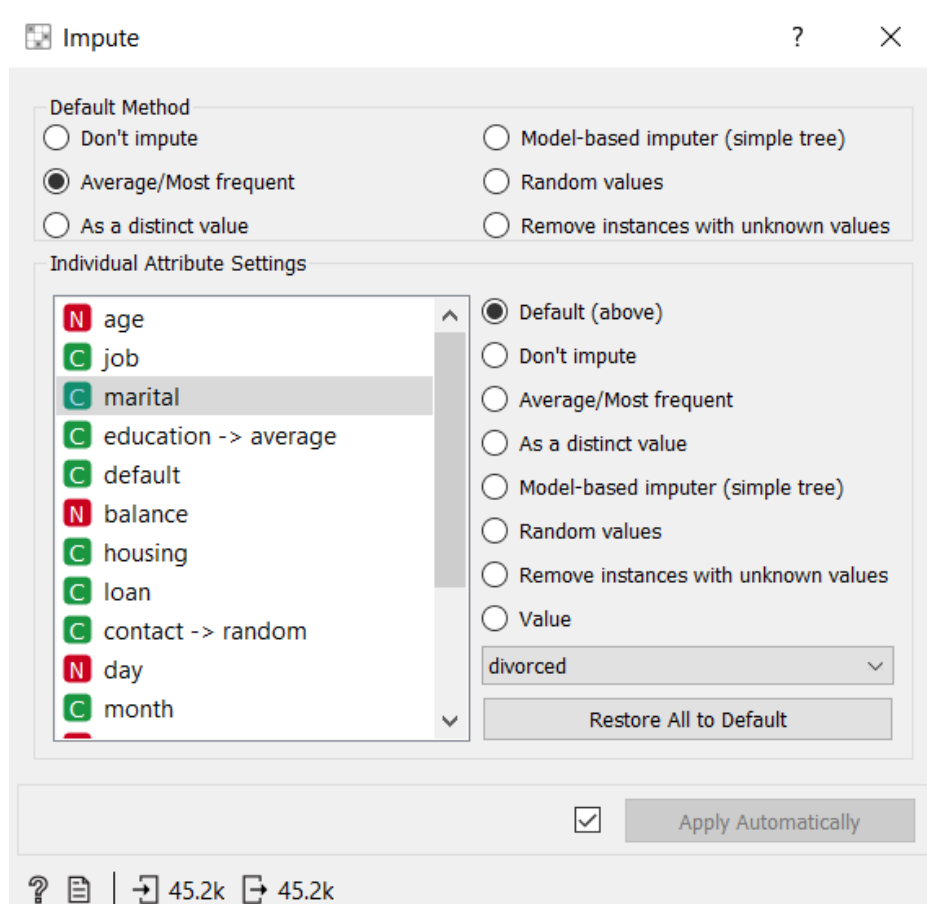 Impute
Default Method
Don't impute
Model-based imputer (simple tree)
Average/Most frequent
Random values
As a distinct value
Remove instances with unknown values
Individual Attribute Settings
N age
C job
C marital
C education -> average
C default
N balance
C housing
C loan
C contact -> random
N day
C month
Default (above)
Don't impute
Average/Most frequent
As a distinct value
Model-based imputer (simple tree)
Random values
Remove instances with unknown values
Value
divorced
Restore All to Default
Apply Automatically
45.2k 45.2k